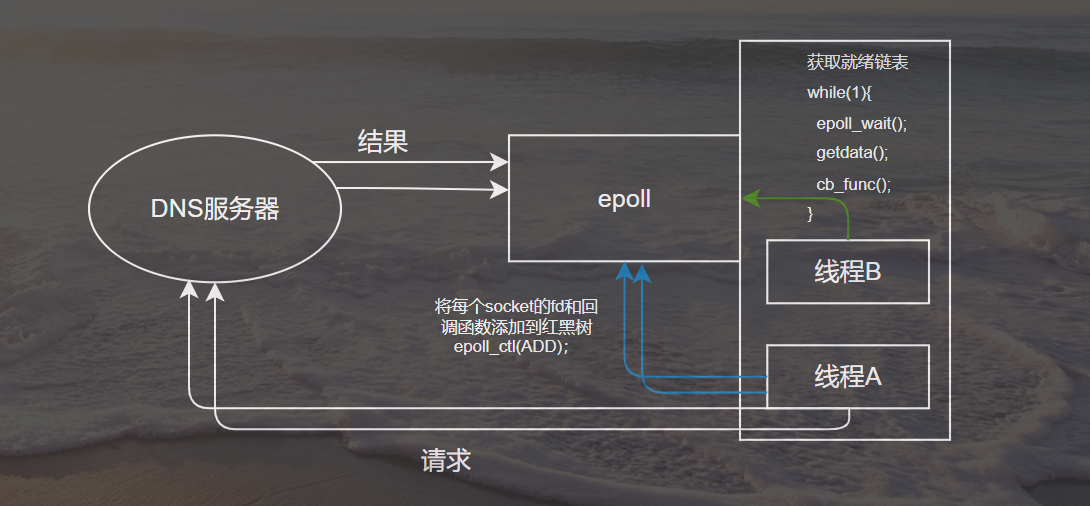 获取就绪链表
while(1){
epoll_wait();
getdata();
cb_func();
}
结果
DNS服务器
epoll
线程B
将每个socket的fd和回
调函数添加到红黑树
epoll_ctl(ADD);
线程A
请求